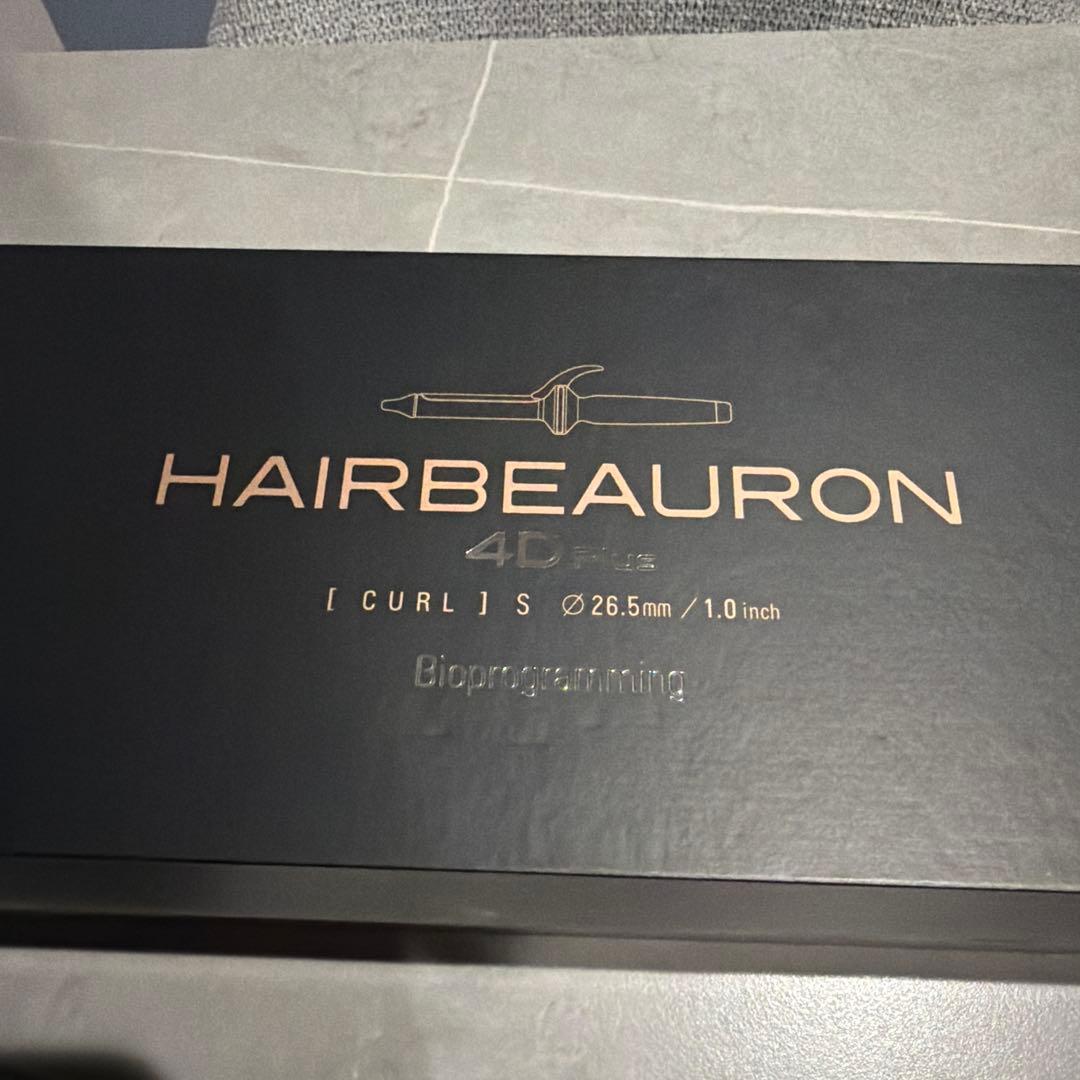 HAIRBEAURON
4D Plus
[ CURL ] S ∅26.5mm / 1.0 inch
Bioprogramming